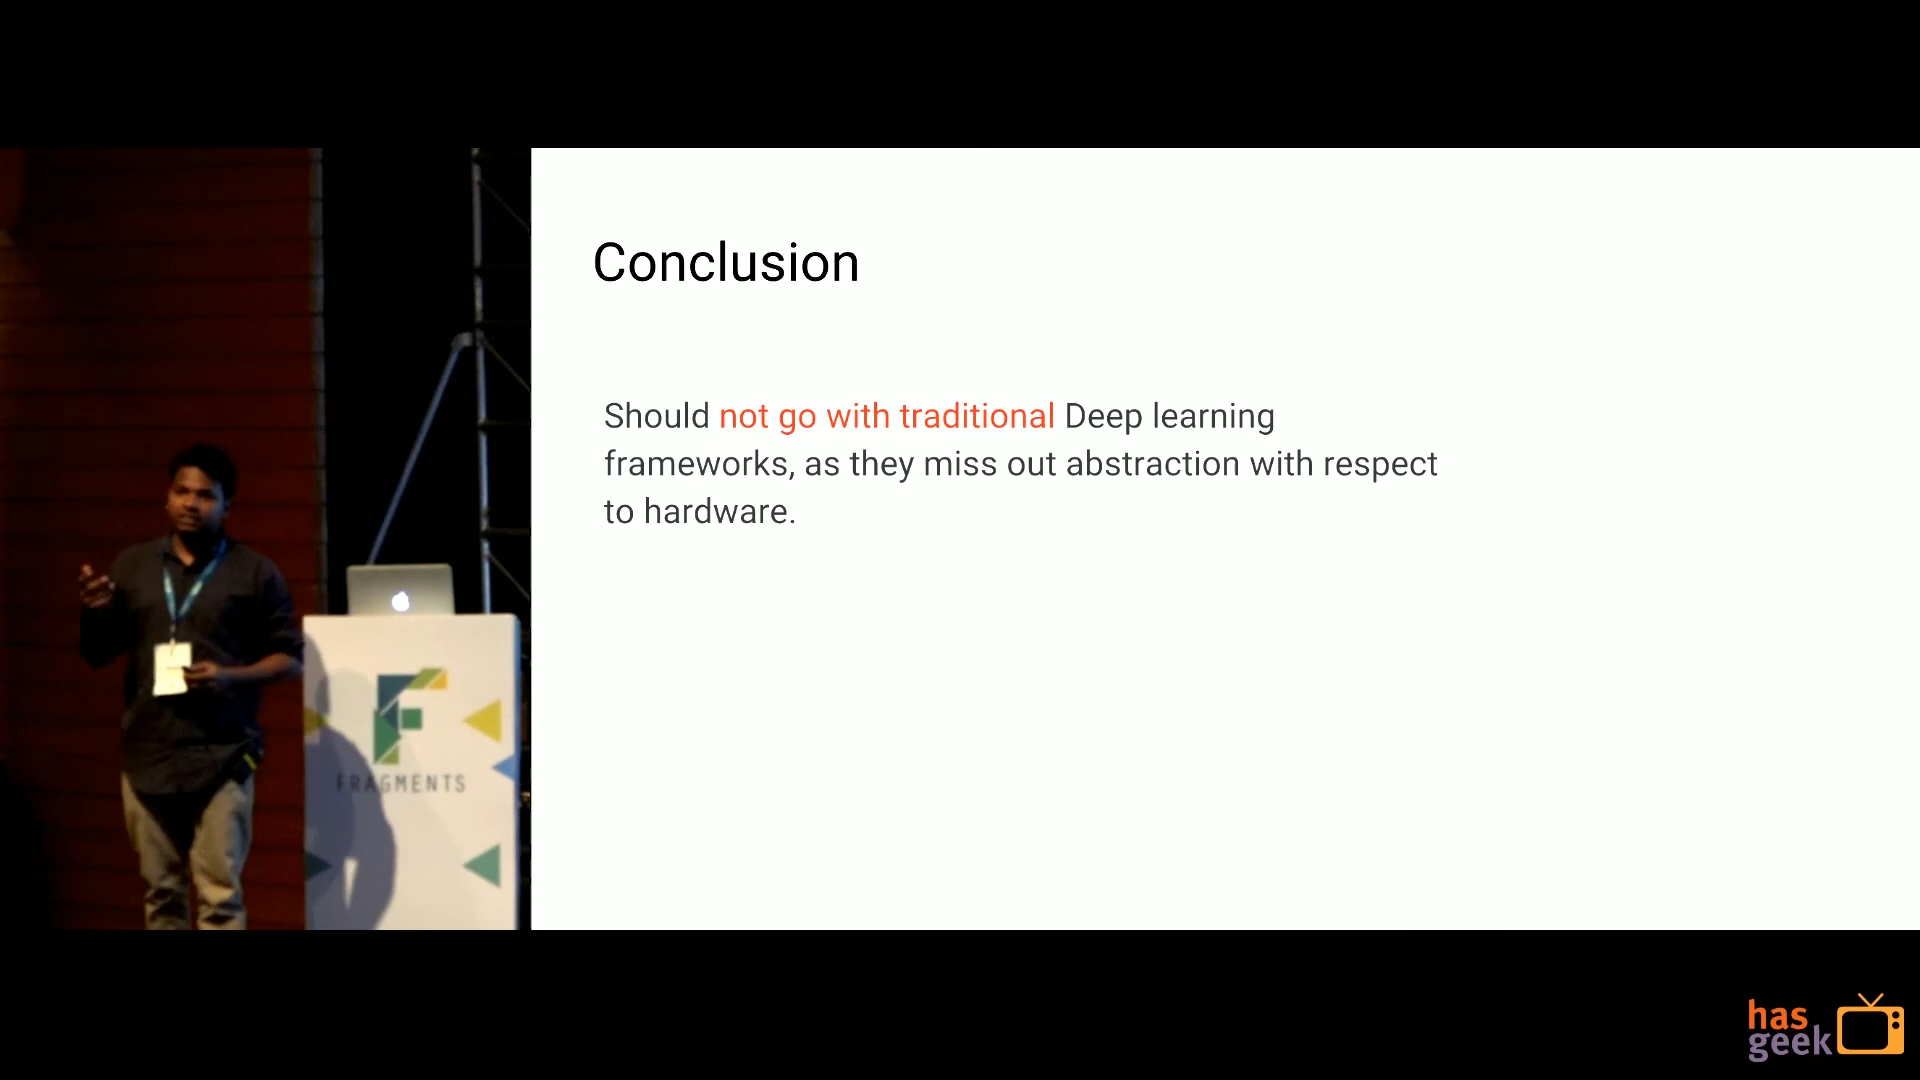 Conclusion
Should not go with traditional Deep learning
frameworks, as they miss out abstraction with respect
to hardware.
FRAGMENTS
has
geek